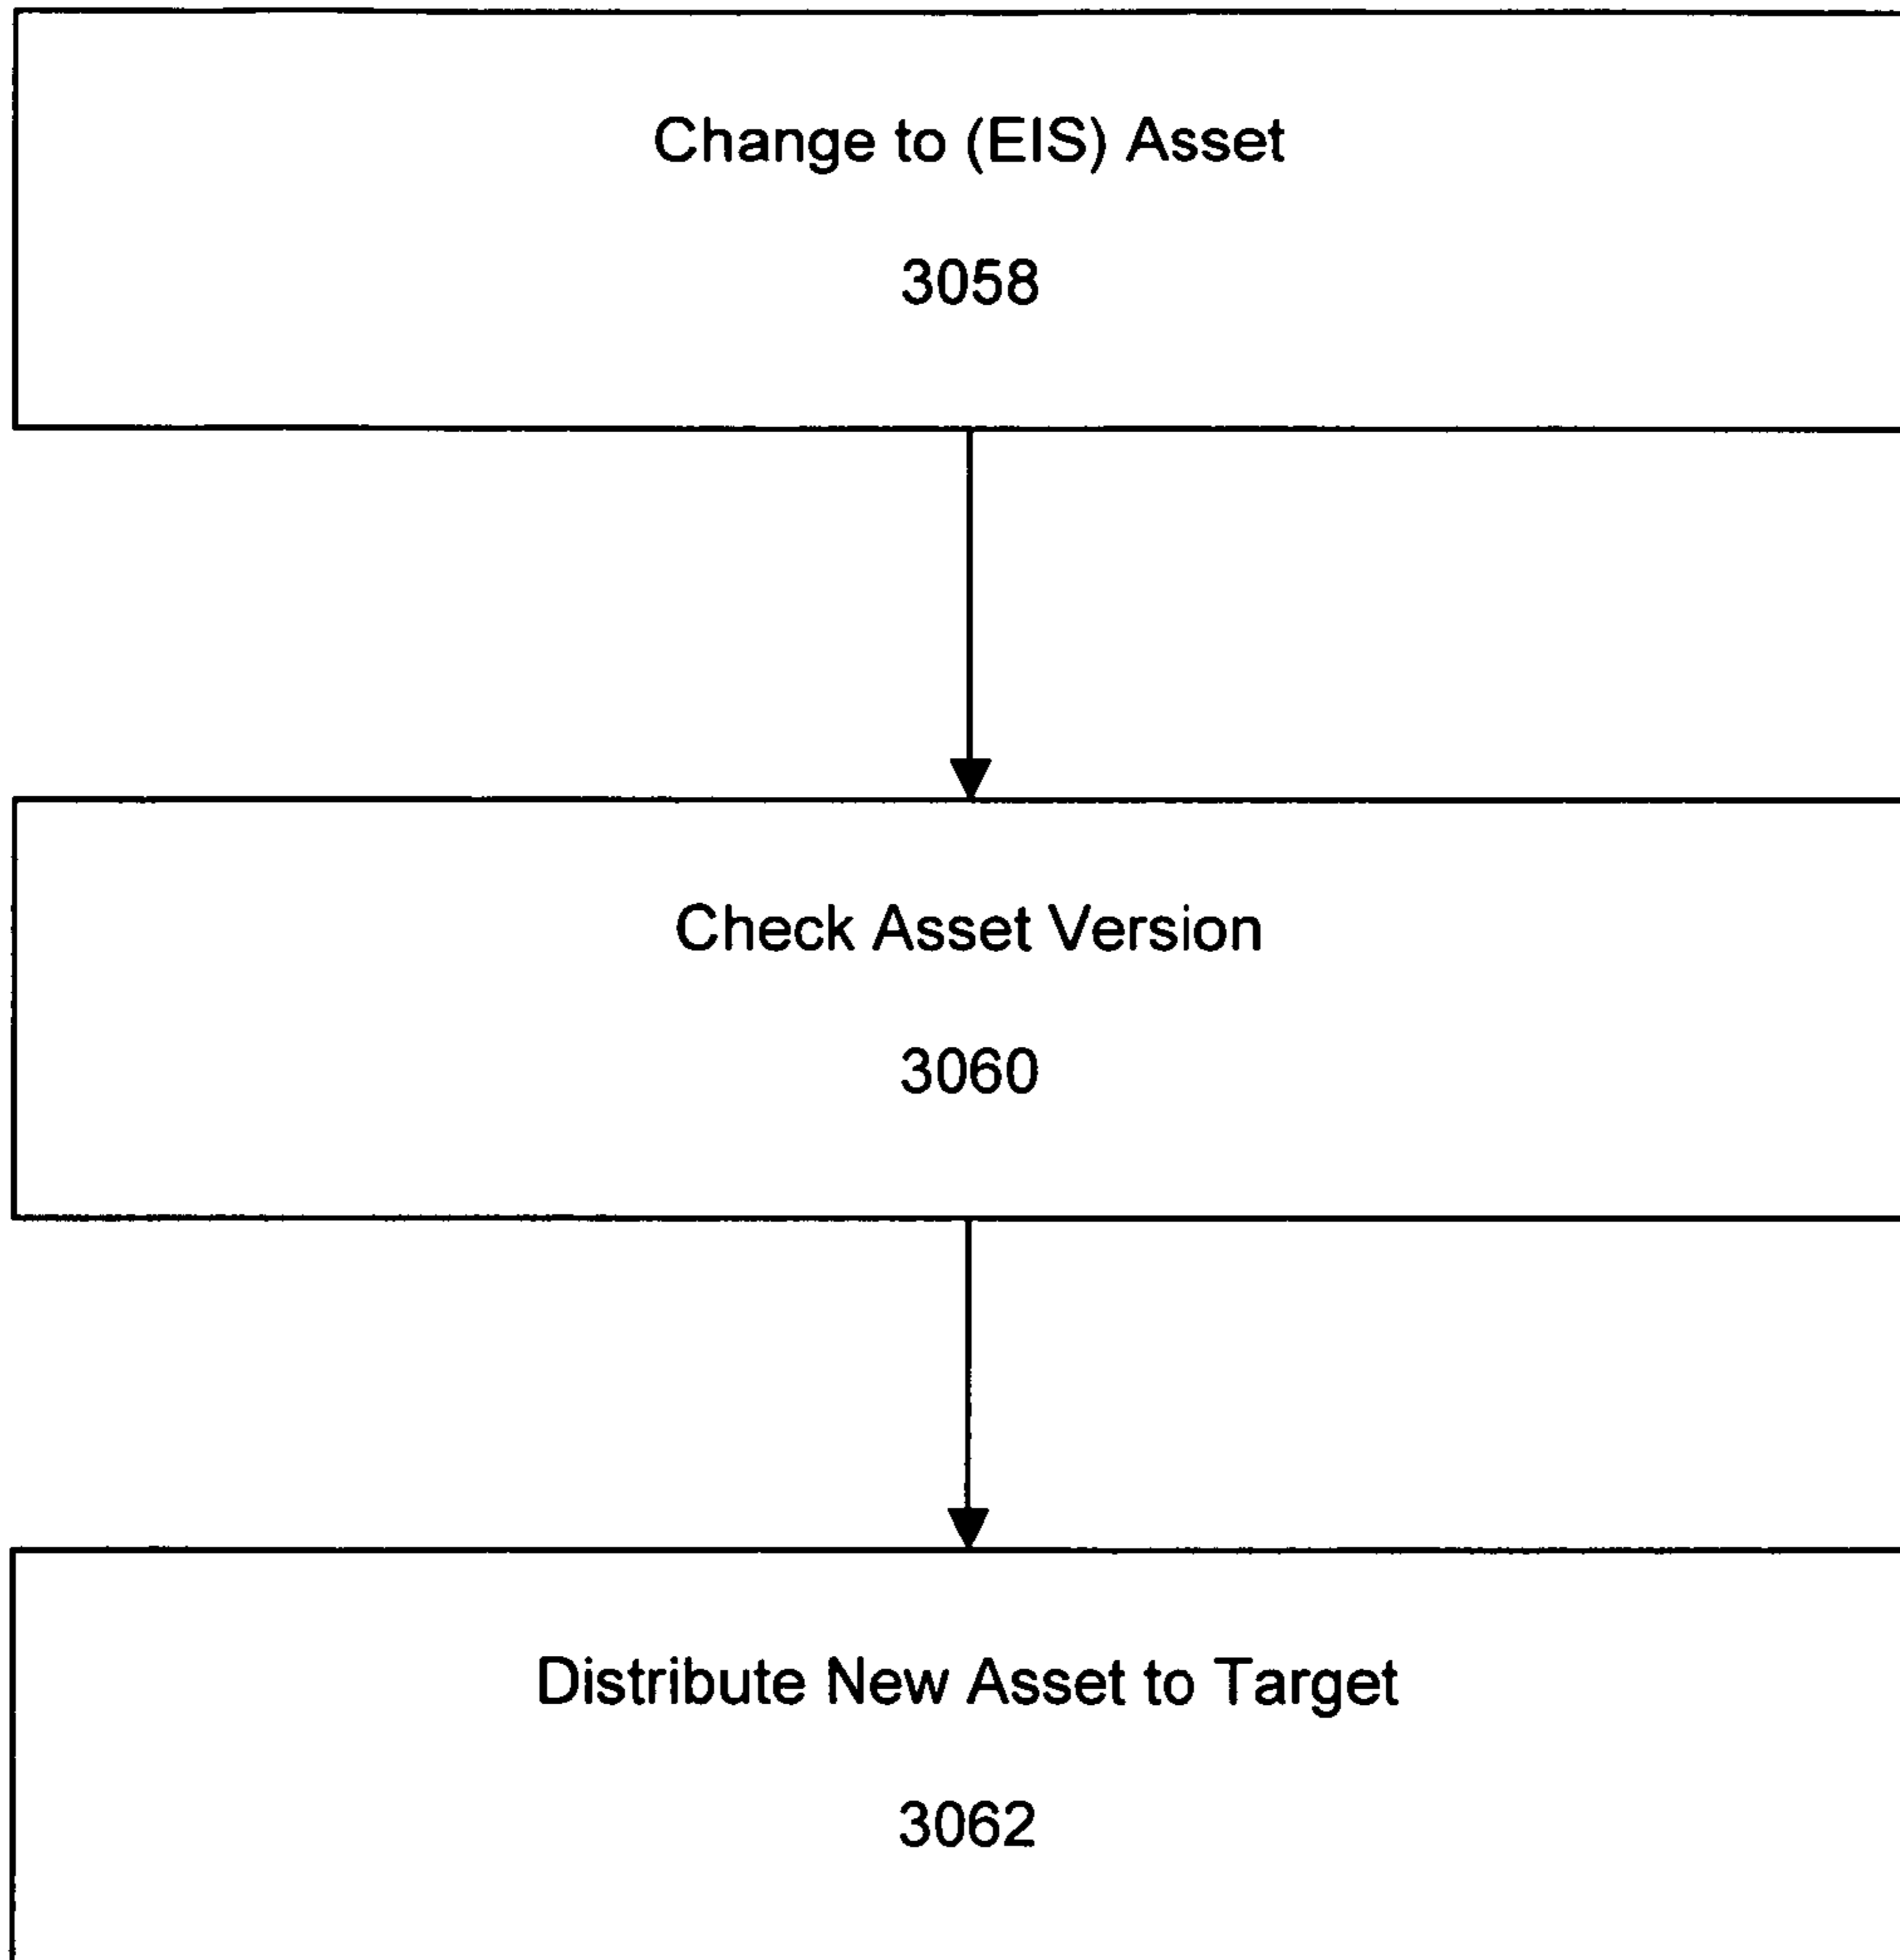 Change to (EIS) Asset
3058
Check Asset Version
3060
Distribute New Asset to Target
3062